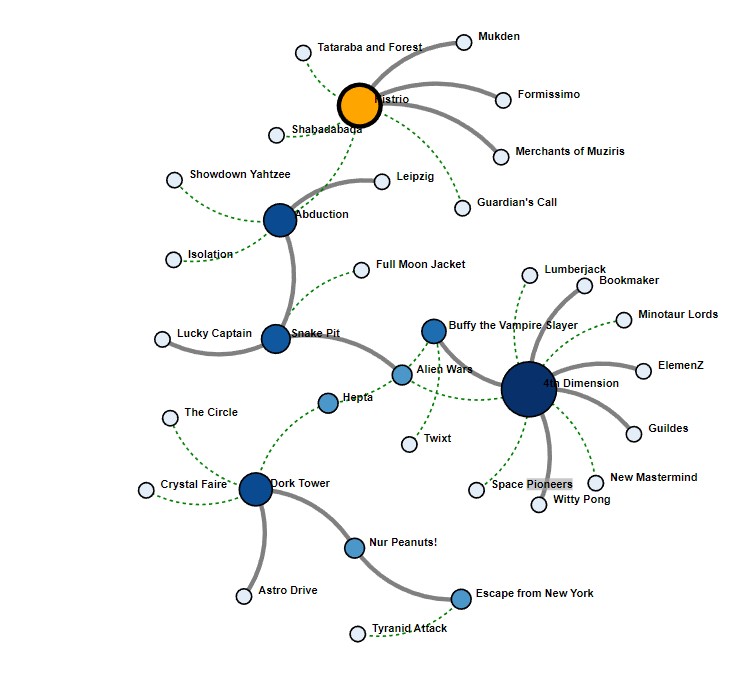 Mukden
Tataraba and Forest
Formissimo
Histrio
Shabadabada
Merchants of Muziris
Showdown Yahtzee
Leipzig
Guardian's Call
Abduction
Isolation
Full Moon Jacket
Lumberjack
Bookmaker
Minotaur Lords
Buffy the Vampire Slayer
Lucky Captain
Snake Pit
ElemenZ
Alien Wars
4th Dimension
Hepta
The Circle
Guildes
Twixt
New Mastermind
Dork Tower
Crystal Faire
Space Pioneers
Witty Pong
Nur Peanuts!
Astro Drive
Escape from New York
Tyranid Attack